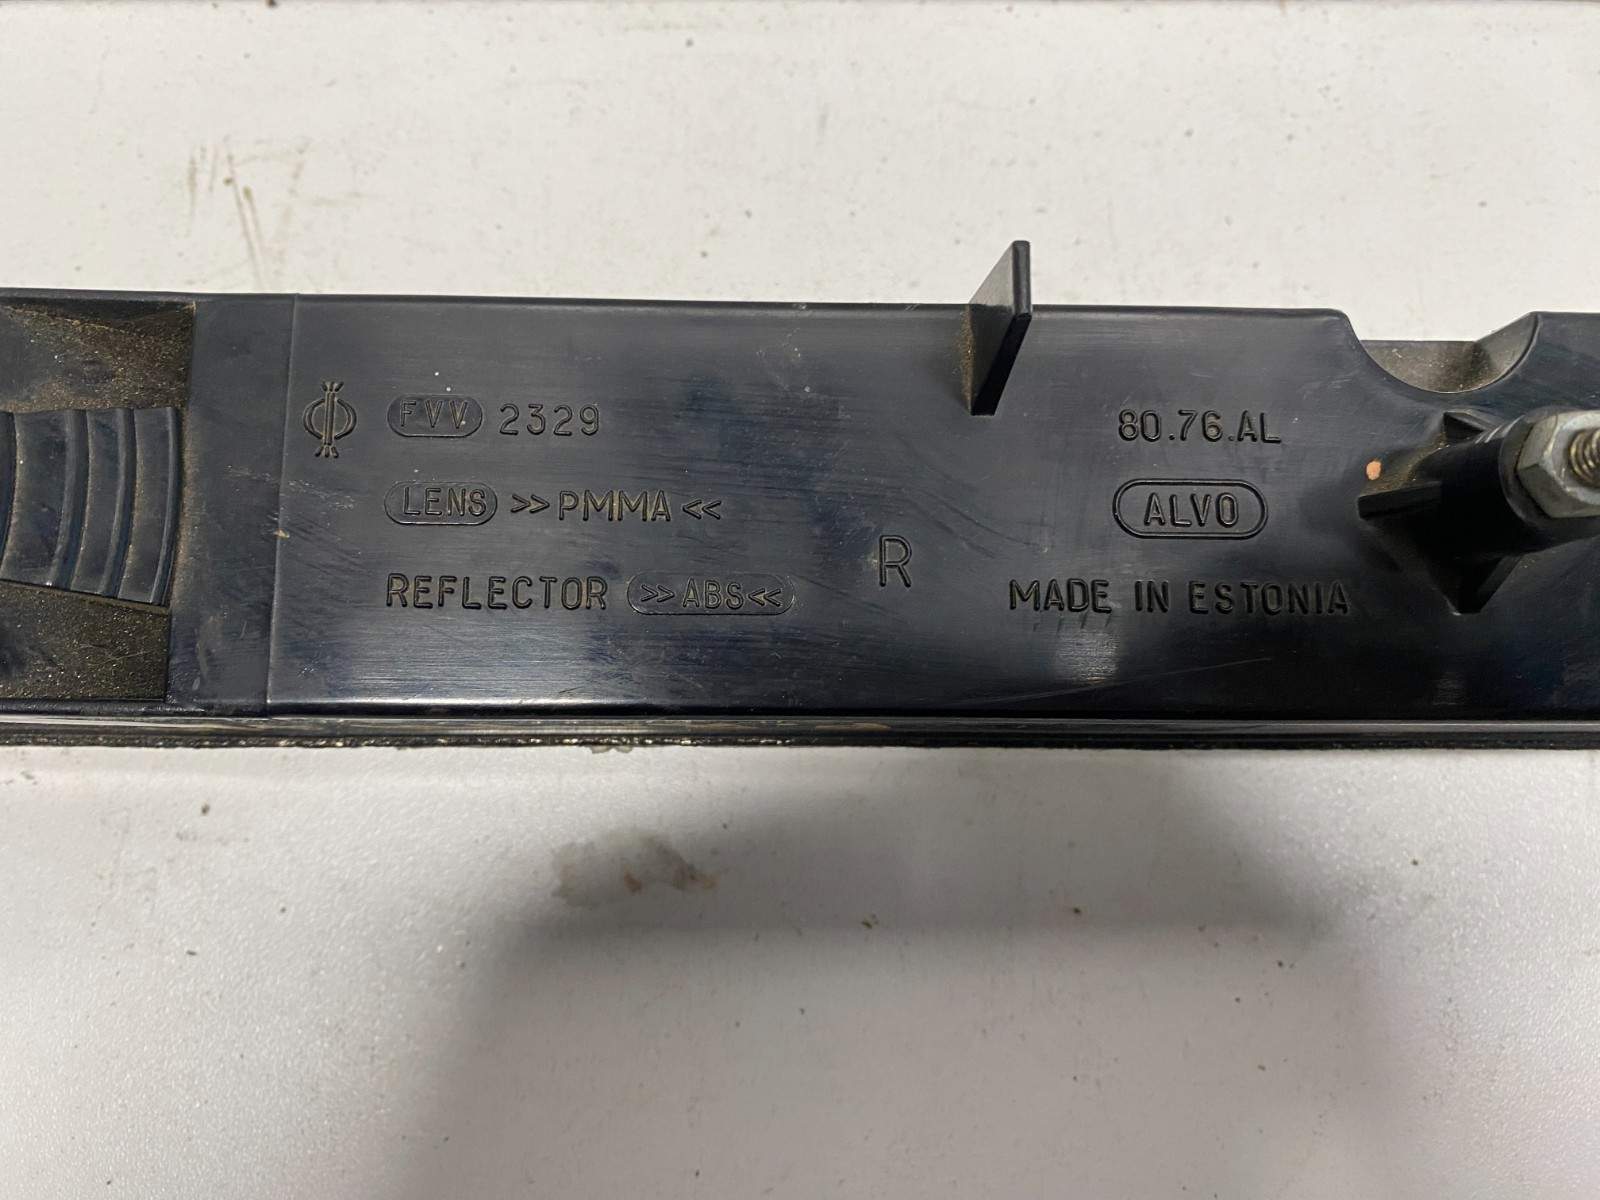 FVV 2329
LENS >>PMMA<<
REFLECTOR >>ABS<<
R
80.76.AL
ALVO
MADE IN ESTONIA